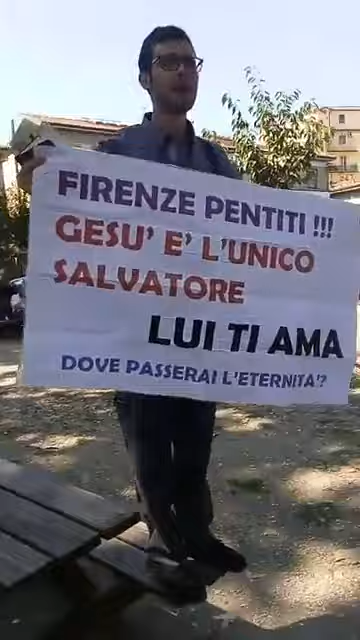 FIRENZE PENTITI !!!
GESU' E' L'UNICO
SALVATORE
LUI TI AMA
DOVE PASSERAI L'ETERNITA'?